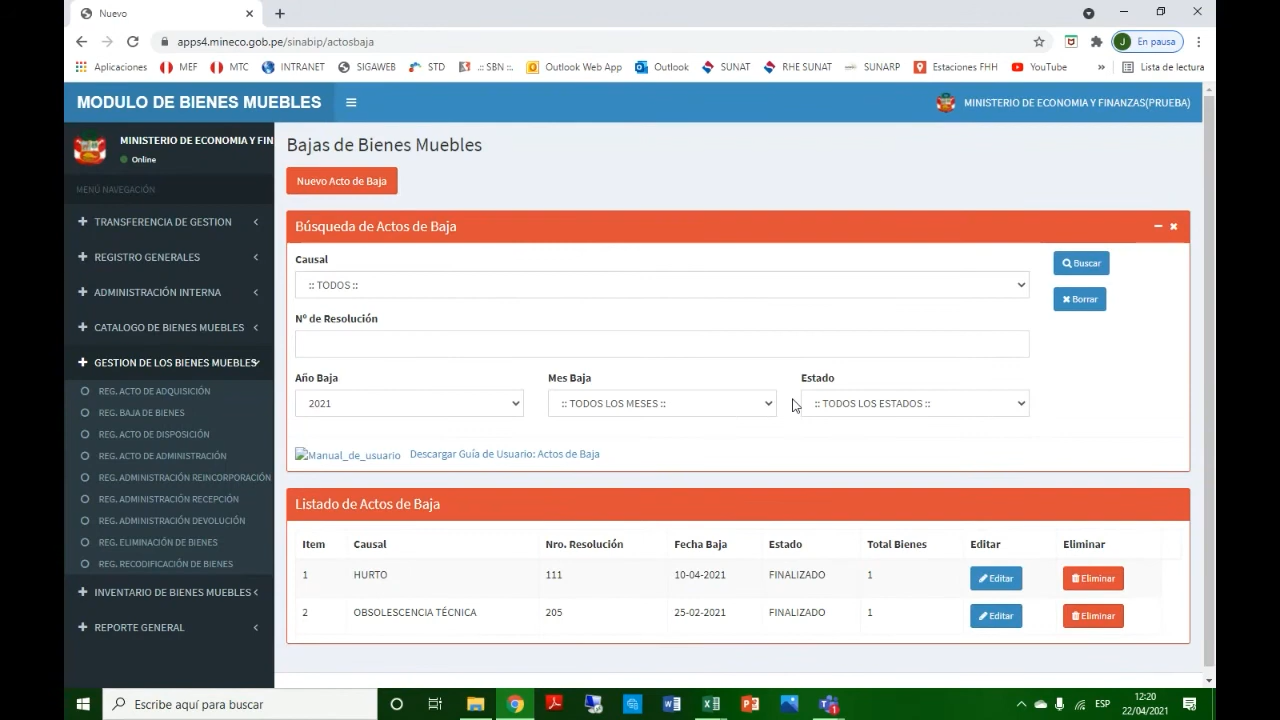 Nuevo
apps4.mineco.gob.pe/sinabip/actosbaja
J En pausa
Aplicaciones MEF MTC INTRANET SIGAWEB STD .:: SBN ::. Outlook Web App Outlook SUNAT RHE SUNAT SUNARP Estaciones FHH YouTube » Lista de lectura
MODULO DE BIENES MUEBLES
MINISTERIO DE ECONOMIA Y FINANZAS(PRUEBA)
MINISTERIO DE ECONOMIA Y FIN
Online
MENÚ NAVEGACIÓN
TRANSFERENCIA DE GESTION
REGISTRO GENERALES
ADMINISTRACIÓN INTERNA
CATALOGO DE BIENES MUEBLES
GESTION DE LOS BIENES MUEBLES
REG. ACTO DE ADQUISICIÓN
REG. BAJA DE BIENES
REG. ACTO DE DISPOSICIÓN
REG. ACTO DE ADMINISTRACIÓN
REG. ADMINISTRACIÓN REINCORPORACIÓN
REG. ADMINISTRACIÓN RECEPCIÓN
REG. ADMINISTRACIÓN DEVOLUCIÓN
REG. ELIMINACIÓN DE BIENES
REG. RECODIFICACIÓN DE BIENES
INVENTARIO DE BIENES MUEBLES
REPORTE GENERAL
Bajas de Bienes Muebles
Nuevo Acto de Baja
Búsqueda de Actos de Baja
Causal
:: TODOS ::
Buscar
Borrar
Nº de Resolución
Año Baja Mes Baja Estado
2021 :: TODOS LOS MESES :: :: TODOS LOS ESTADOS ::
Manual_de_usuario Descargar Guía de Usuario: Actos de Baja
Listado de Actos de Baja
Item Causal Nro. Resolución Fecha Baja Estado Total Bienes Editar Eliminar
1 HURTO 111 10-04-2021 FINALIZADO 1 Editar Eliminar
2 OBSOLESCENCIA TÉCNICA 205 25-02-2021 FINALIZADO 1 Editar Eliminar
Escribe aquí para buscar
ESP
12:20
22/04/2021